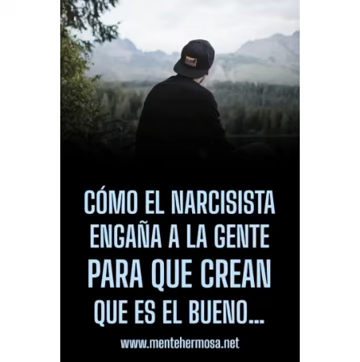 CÓMO EL NARCISISTA
ENGAÑA A LA GENTE
PARA QUE CREAN
QUE ES EL BUENO...
www.mentehermosa.net